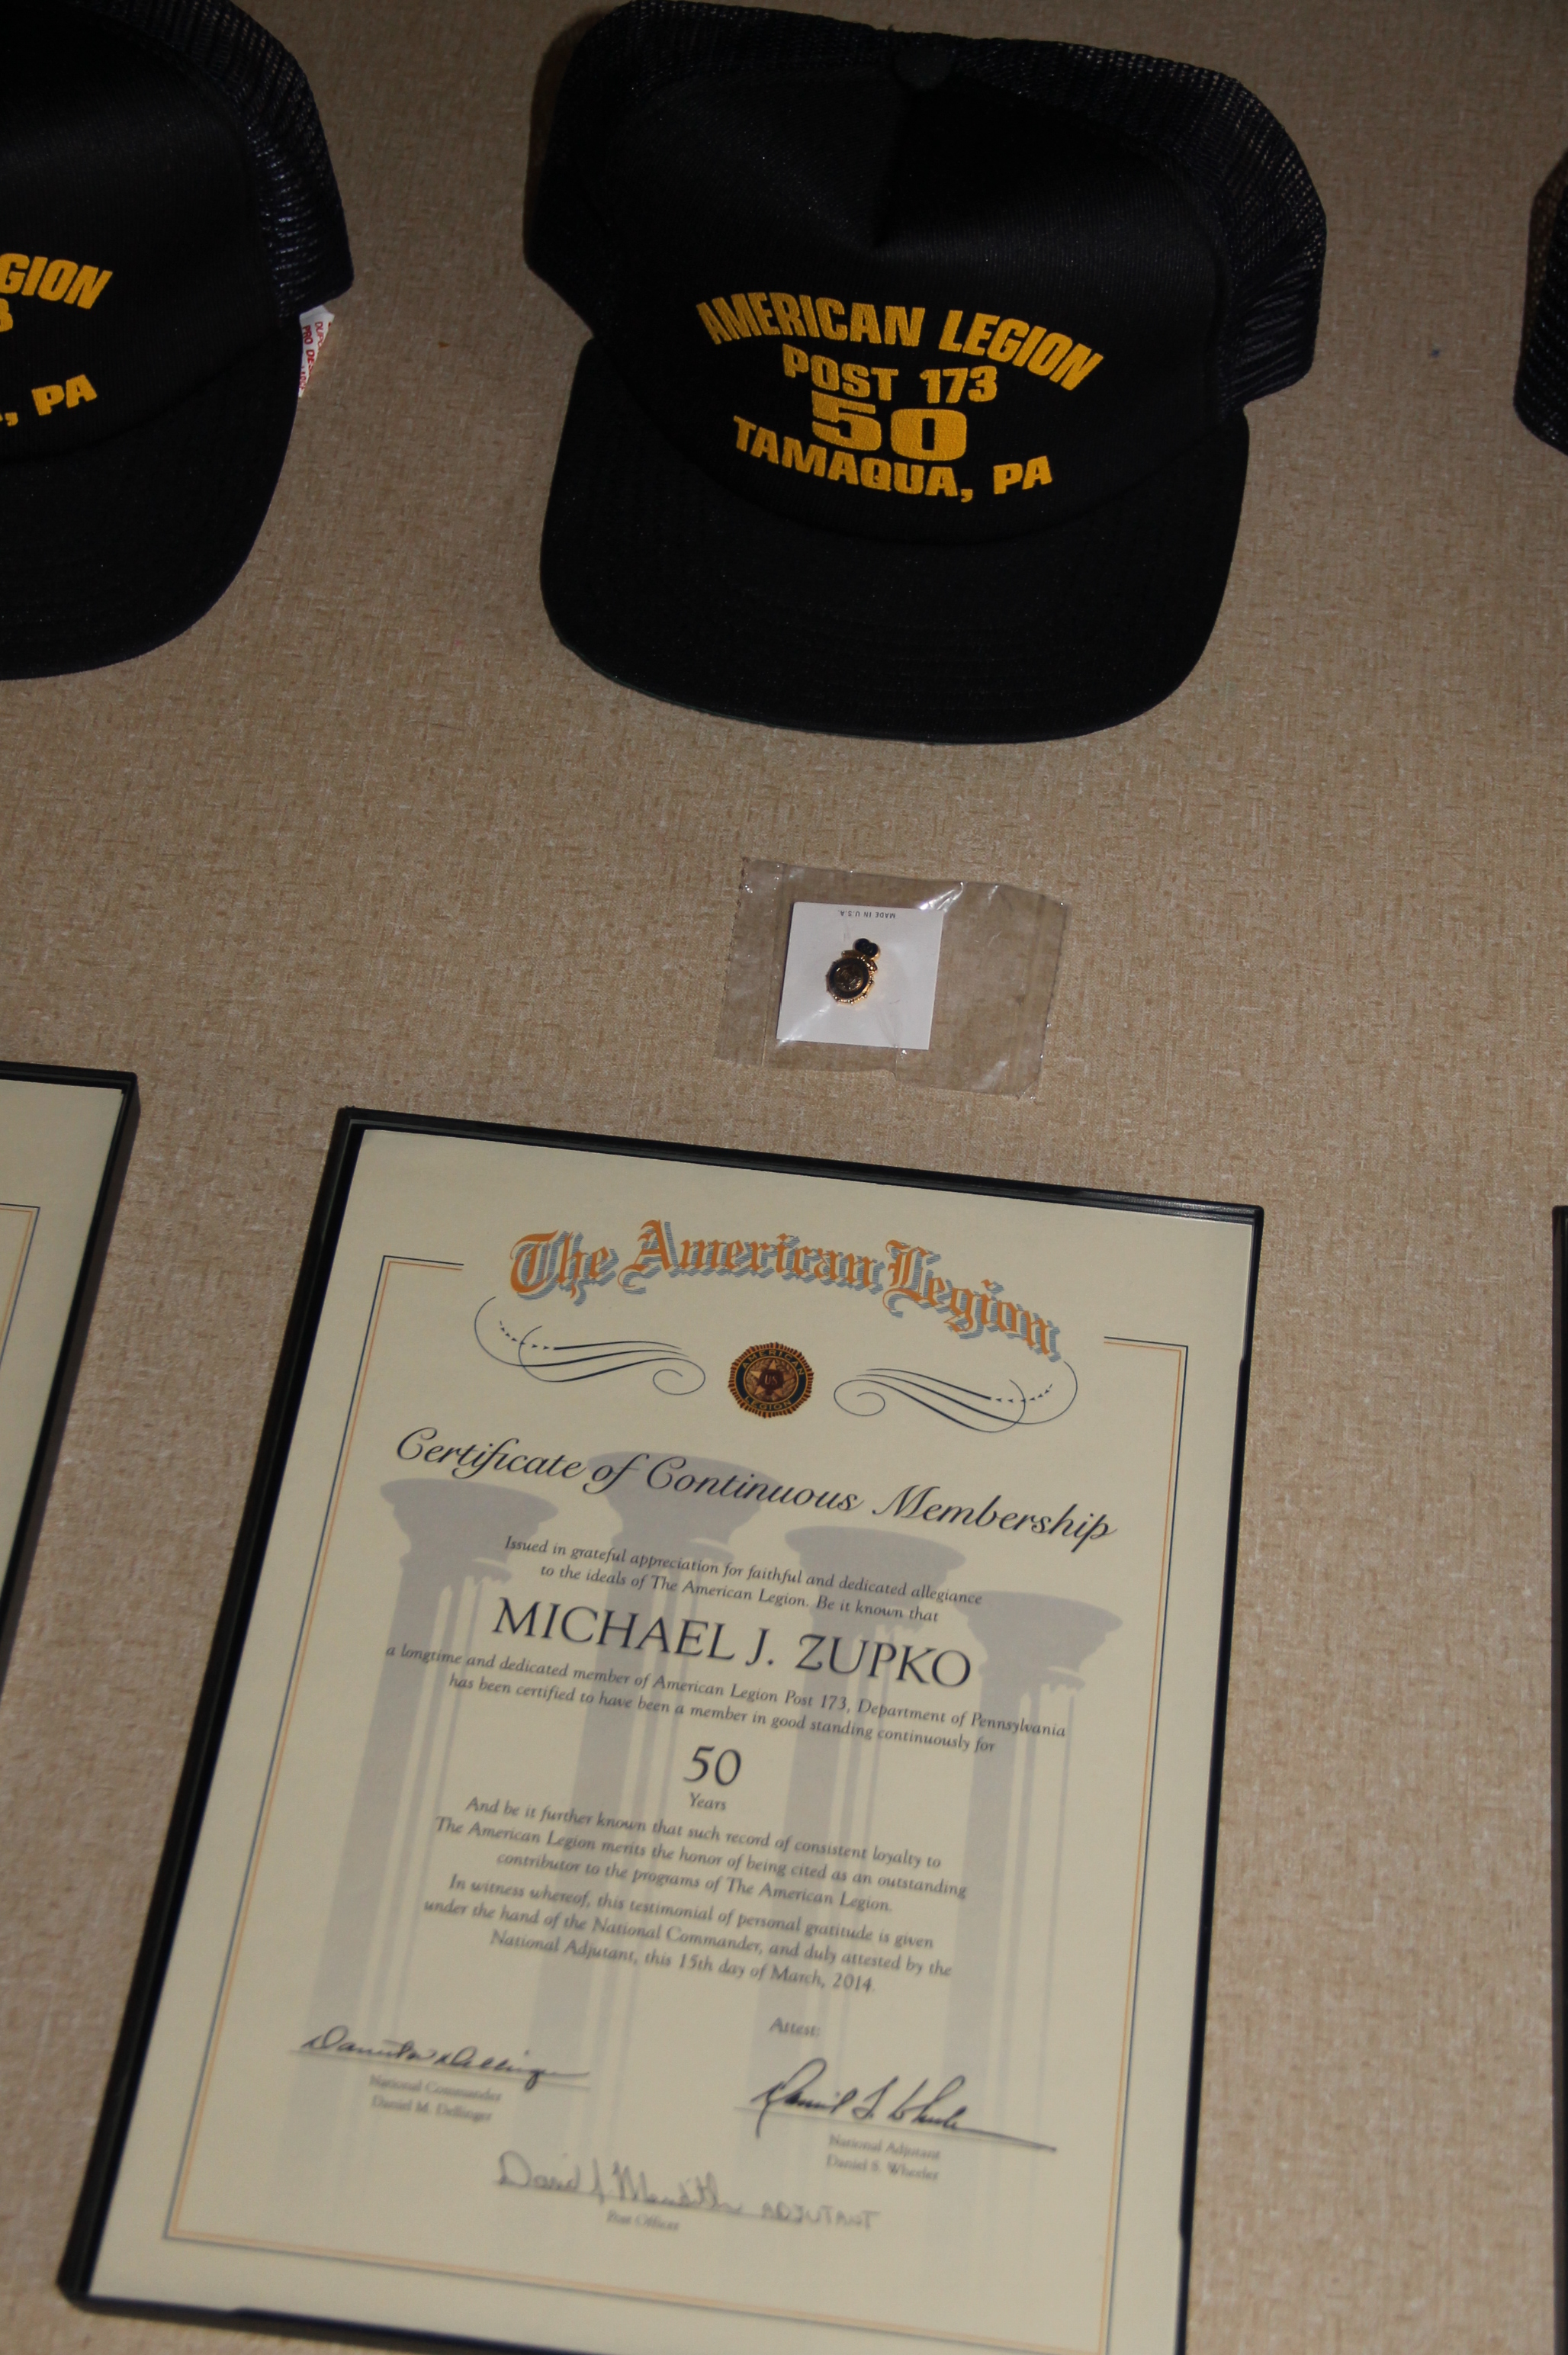 GION
, PA
AMERICAN LEGION
POST 173
50
TAMAQUA, PA
MADE IN U.S.A.
The American Legion
AMERICAN
U.S.
LEGION
Certificate of Continuous Membership
Issued in grateful appreciation for faithful and dedicated allegiance
to the ideals of The American Legion. Be it known that
MICHAEL J. ZUPKO
a longtime and dedicated member of American Legion Post 173, Department of Pennsylvania
has been certified to have been a member in good standing continuously for
50
Years
And be it further known that such record of consistent loyalty to
The American Legion merits the honor of being cited as an outstanding
contributor to the programs of The American Legion.
In witness whereof, this testimonial of personal gratitude is given
under the hand of the National Commander, and duly attested by the
National Adjutant, this 15th day of March, 2014.
Attest:
National Commander
Daniel M. Dellinger
Daniel S. Wheeler
National Adjutant
Daniel S. Wheeler
ADJUTANT
Post Officer